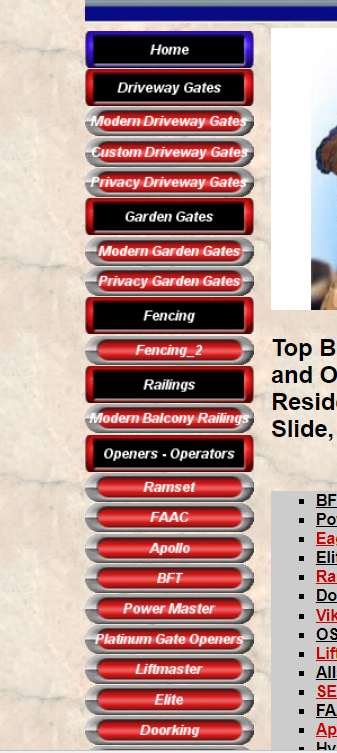 Home
Driveway Gates
Modern Driveway Gates
Custom Driveway Gates
Privacy Driveway Gates
Garden Gates
Modern Garden Gates
Privacy Garden Gates
Fencing
Fencing_2
Railings
Modern Balcony Railings
Openers - Operators
Ramset
FAAC
Apollo
BFT
Power Master
Platinum Gate Openers
Liftmaster
Elite
Doorking
Top B
and O
Resid
Slide,
BF
Po
Ea
Eli
Ra
Do
Vik
OS
Lif
All
SE
FA
Ap
Hy